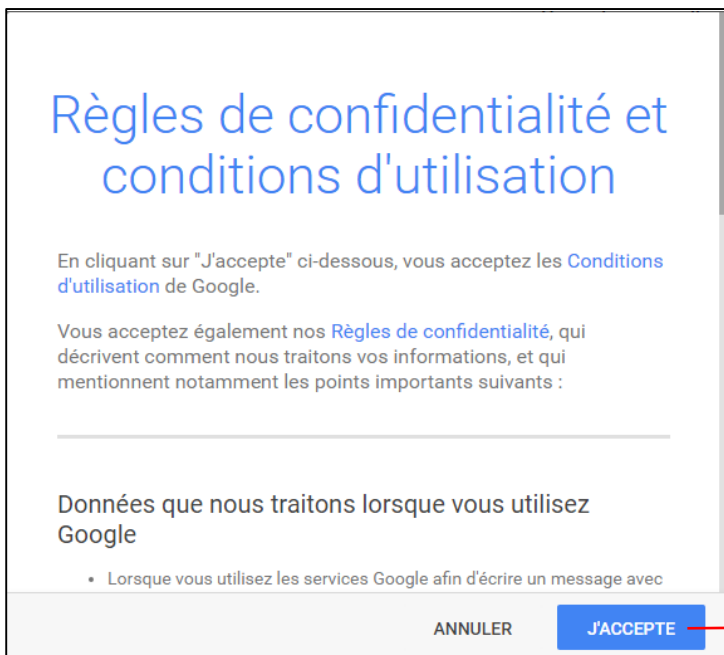 Règles de confidentialité et
conditions d'utilisation
En cliquant sur "J'accepte" ci-dessous, vous acceptez les Conditions
d'utilisation de Google.
Vous acceptez également nos Règles de confidentialité, qui
décrivent comment nous traitons vos informations, et qui
mentionnent notamment les points importants suivants :
Données que nous traitons lorsque vous utilisez
Google
• Lorsque vous utilisez les services Google afin d'écrire un message avec
ANNULER J'ACCEPTE